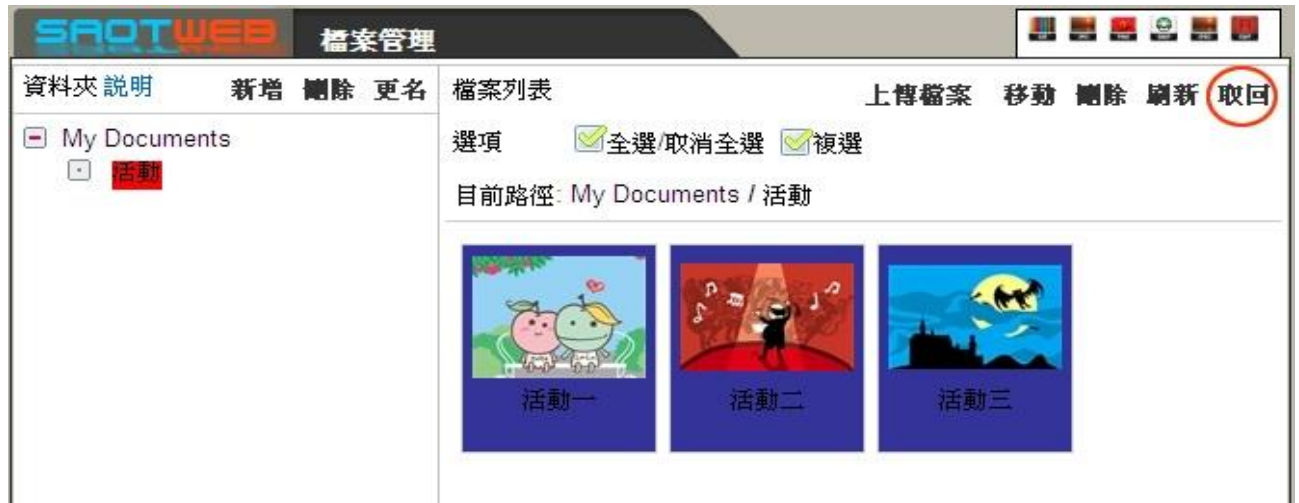 SAOTWEB 檔案管理
資料夾 説明 新增 刪除 更名
My Documents
活動
檔案列表 上傳檔案 移動 刪除 刷新 取回
選項 全選/取消全選 複選
目前路徑: My Documents / 活動
活動一 活動二 活動三